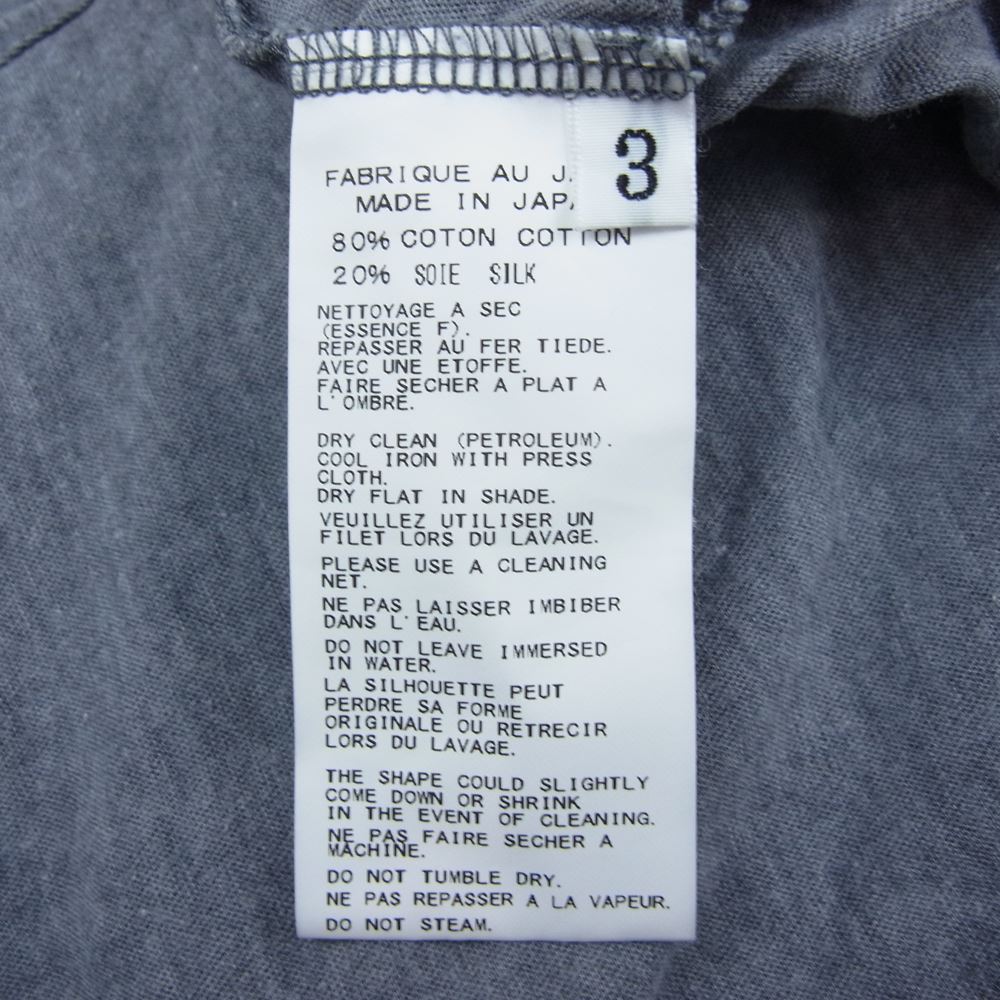 3
FABRIQUE AU J
MADE IN JAP
80% COTON COTTON
20% SOIE SILK
NETTOYAGE A SEC
(ESSENCE F).
REPASSER AU FER TIEDE.
AVEC UNE ETOFFE.
FAIRE SECHER A PLAT A
L'OMBRE.
DRY CLEAN (PETROLEUM).
COOL IRON WITH PRESS
CLOTH.
DRY FLAT IN SHADE.
VEUILLEZ UTILISER UN
FILET LORS DU LAVAGE.
PLEASE USE A CLEANING
NET.
NE PAS LAISSER IMBIBER
DANS L'EAU.
DO NOT LEAVE IMMERSED
IN WATER.
LA SILHOUETTE PEUT
PERDRE SA FORME
ORIGINALE OU RETRECIR
LORS DU LAVAGE.
THE SHAPE COULD SLIGHTLY
COME DOWN OR SHRINK
IN THE EVENT OF CLEANING.
NE PAS FAIRE SECHER A
MACHINE.
DO NOT TUMBLE DRY.
NE PAS REPASSER A LA VAPEUR.
DO NOT STEAM.